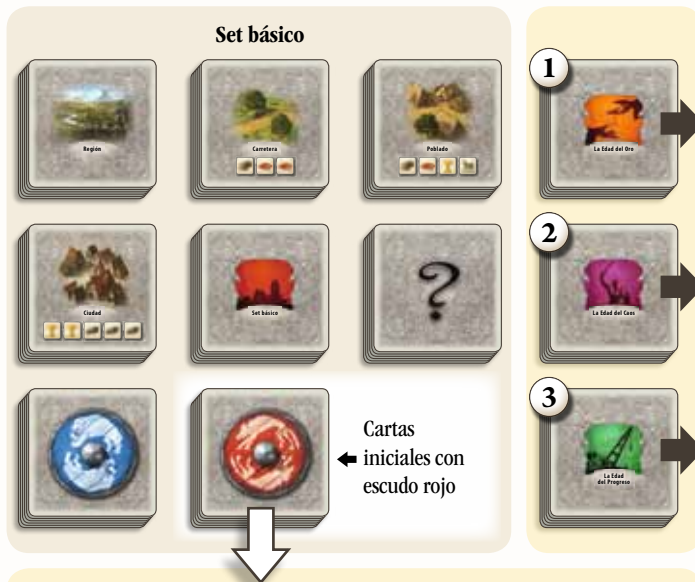 Set básico
Región
Carretera
Poblado
Ciudad
Set básico
?
Cartas
iniciales con
escudo rojo
1
La Edad del Oro
2
La Edad del Caos
3
La Edad
del Progreso